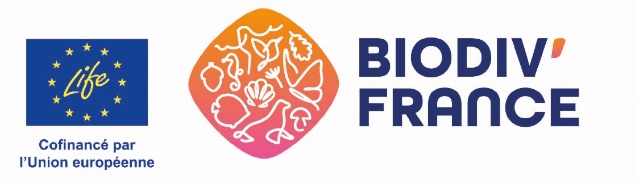 Life
Cofinancé par
l'Union européenne
BIODIV'
FRANCE